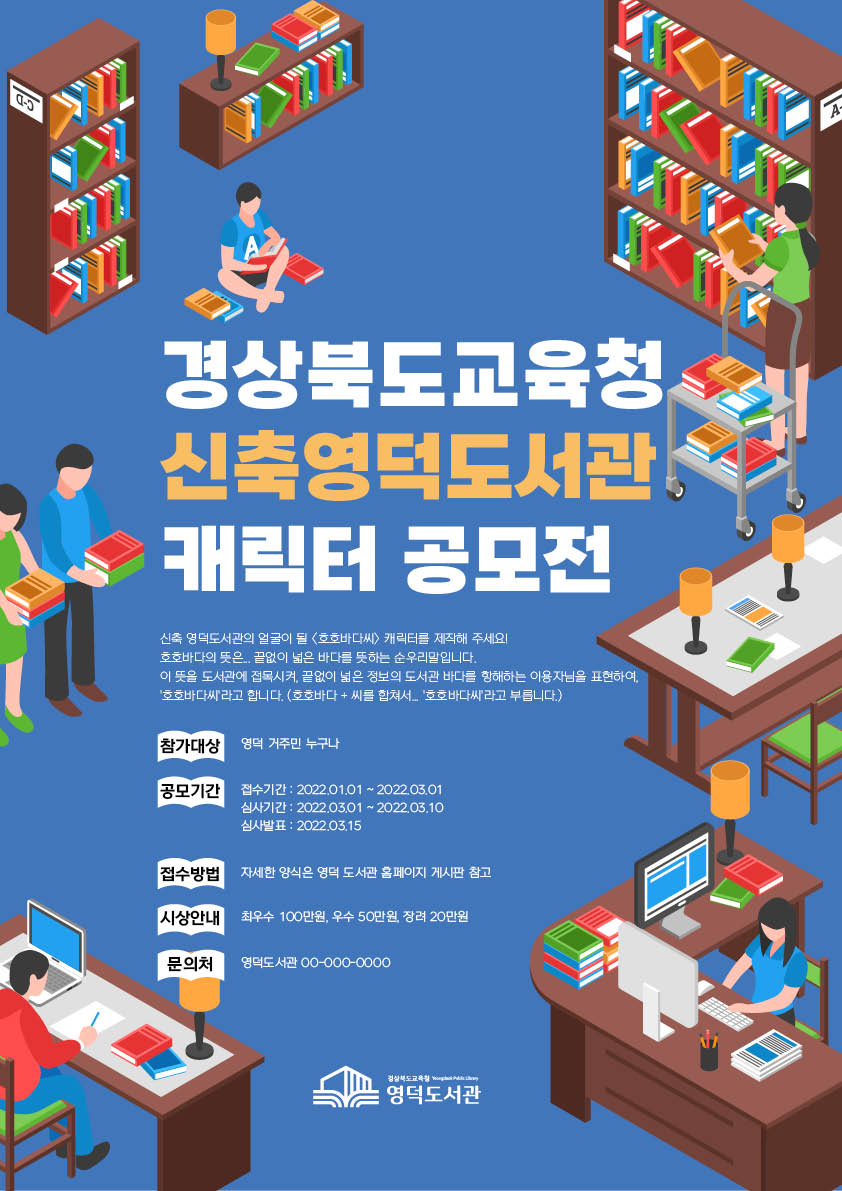 C-D
A-
A
경상북도교육청
신축영덕도서관
캐릭터 공모전
신축 영덕도서관의 얼굴이 될 <호호바다씨> 캐릭터를 제작해 주세요!
호호바다의 뜻은... 끝없이 넓은 바다를 뜻하는 순우리말입니다.
이 뜻을 도서관에 접목시켜, 끝없이 넓은 정보의 도서관 바다를 항해하는 이용자님을 표현하여,
'호호바다씨'라고 합니다. (호호바다 + 씨를 합쳐서... '호호바다씨'라고 부릅니다.)
참가대상 영덕 거주민 누구나
공모기간 접수기간 : 2022.01.01 ~ 2022.03.01
심사기간 : 2022.03.01 ~ 2022.03.10
심사발표 : 2022.03.15
접수방법 자세한 양식은 영덕 도서관 홈페이지 게시판 참고
시상안내 최우수 100만원, 우수 50만원, 장려 20만원
문의처 영덕도서관 00-000-0000
경상북도교육청 Yeongdeok Public Library
영덕도서관